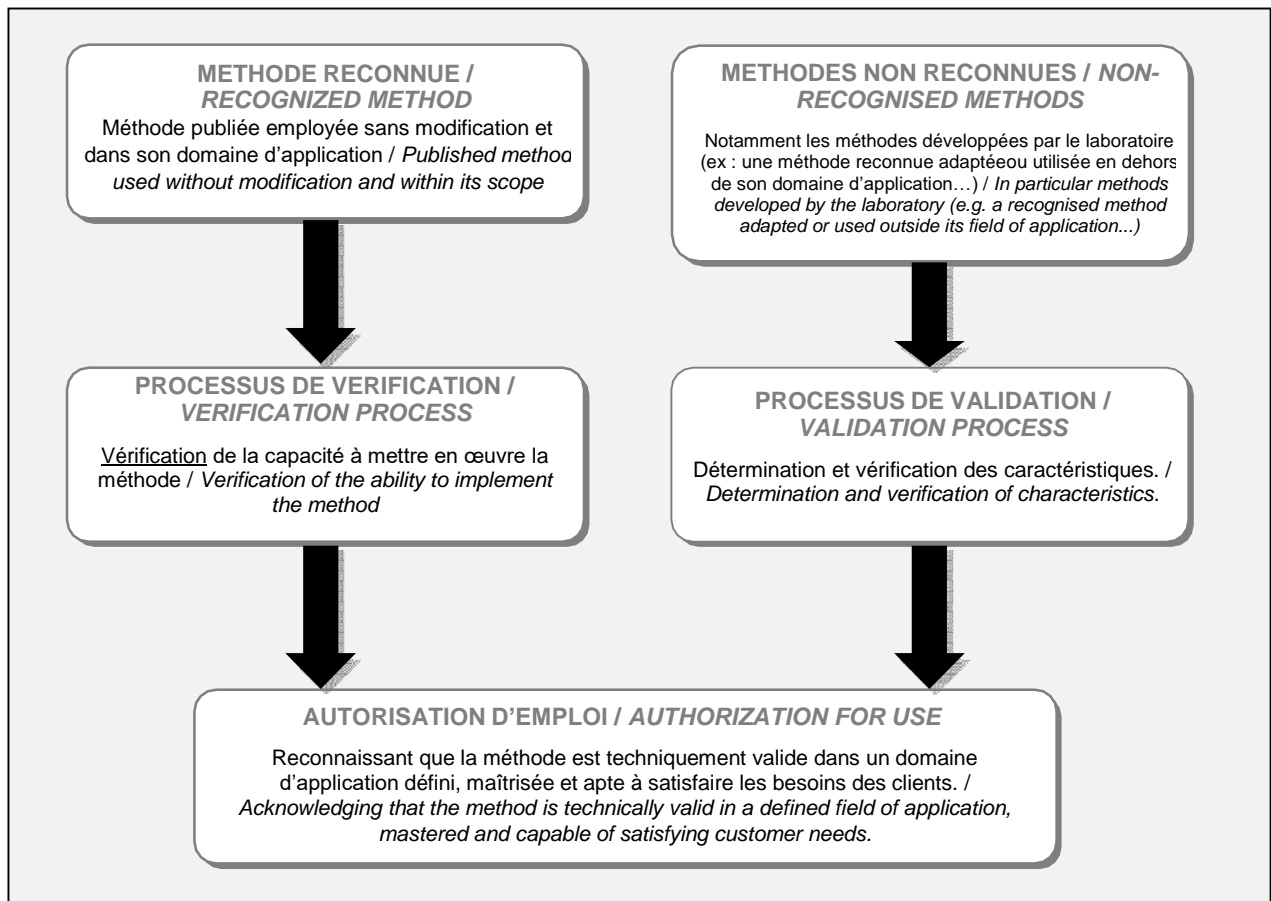 METHODE RECONNUE /
RECOGNIZED METHOD
Méthode publiée employée sans modification et
dans son domaine d'application / Published method
used without modification and within its scope
METHODES NON RECONNUES / NON-
RECOGNISED METHODS
Notamment les méthodes développées par le laboratoire
(ex : une méthode reconnue adaptéeou utilisée en dehors
de son domaine d'application…) / In particular methods
developed by the laboratory (e.g. a recognised method
adapted or used outside its field of application...)
PROCESSUS DE VERIFICATION /
VERIFICATION PROCESS
Vérification de la capacité à mettre en œuvre la
méthode / Verification of the ability to implement
the method
PROCESSUS DE VALIDATION /
VALIDATION PROCESS
Détermination et vérification des caractéristiques. /
Determination and verification of characteristics.
AUTORISATION D'EMPLOI / AUTHORIZATION FOR USE
Reconnaissant que la méthode est techniquement valide dans un domaine
d'application défini, maîtrisée et apte à satisfaire les besoins des clients. /
Acknowledging that the method is technically valid in a defined field of application,
mastered and capable of satisfying customer needs.